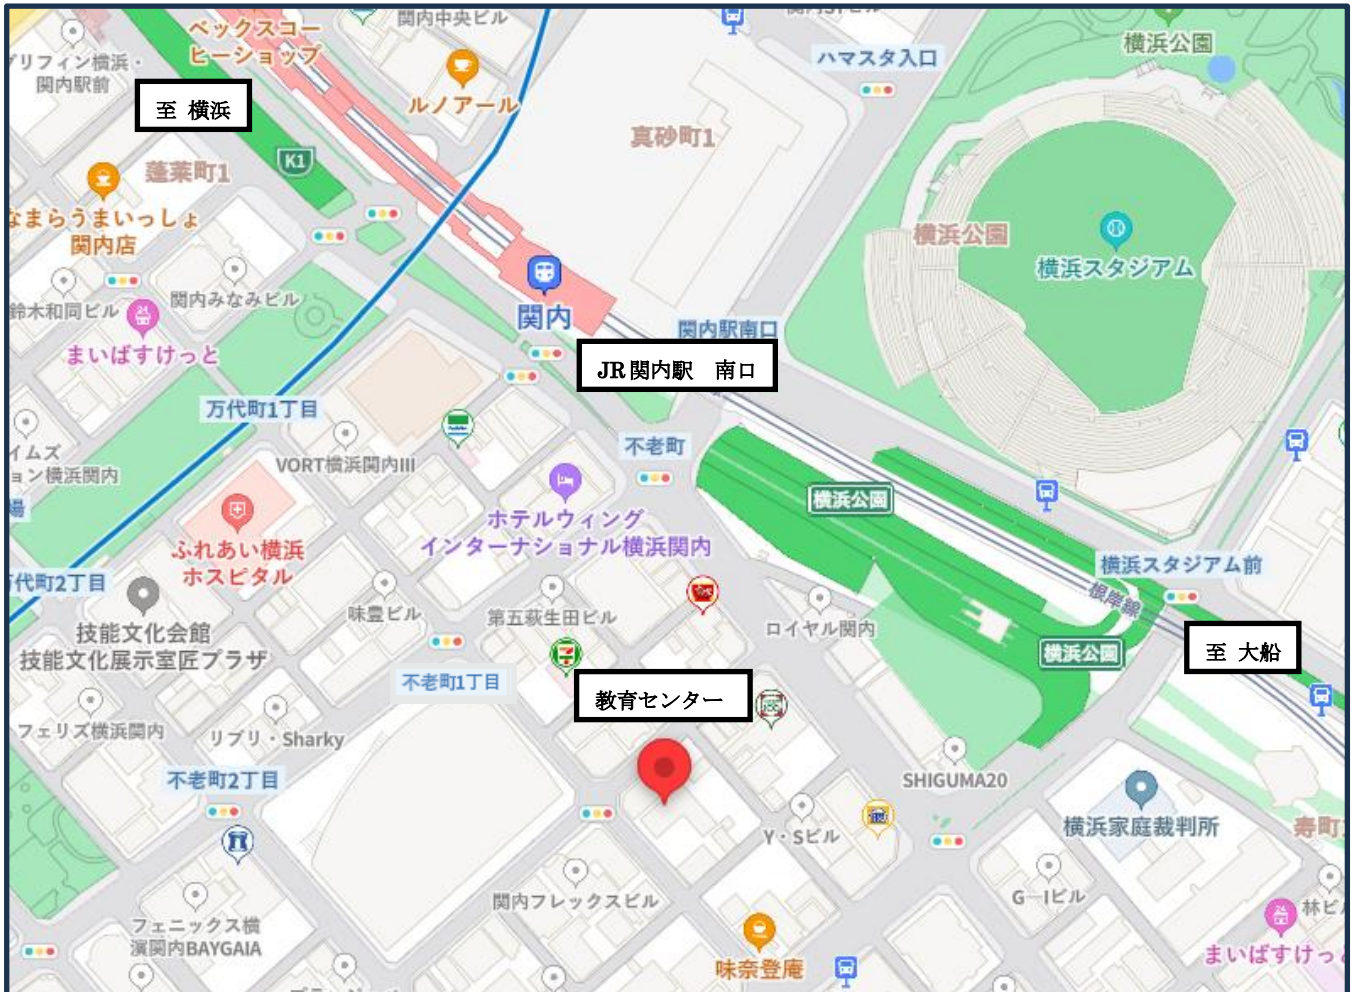 ベックスコー
ヒーショップ
関内中央ビル
グリフィン横浜・
関内駅前
ハマスタ入口
横浜公園
ルノアール
至 横浜
真砂町1
K1
蓬莱町1
なまらうまいっしょ
関内店
横浜公園
横浜スタジアム
関内みなみビル
鈴木和同ビル
24
まいばすけっと
関内
関内駅南口
JR関内駅 南口
万代町1丁目
不老町
VORT横浜関内III
ョン横浜関内
横浜公園
ホテルウィング
インターナショナル横浜関内
ふれあい横浜
ホスピタル
横浜スタジアム前
根岸線
代町2丁目
味豊ビル
第五荻生田ビル
ロイヤル関内
技能文化会館
技能文化展示室匠プラザ
横浜公園
至 大船
不老町1丁目
教育センター
フェリズ横浜関内
リブリ・Sharky
不老町2丁目
SHIGUMA20
横浜家庭裁判所
寿町
Y・Sビル
関内フレックスビル
G―Iビル
林ビル
フェニックス横
濱関内BAYGAIA
24
味奈登庵
まいばすけっと